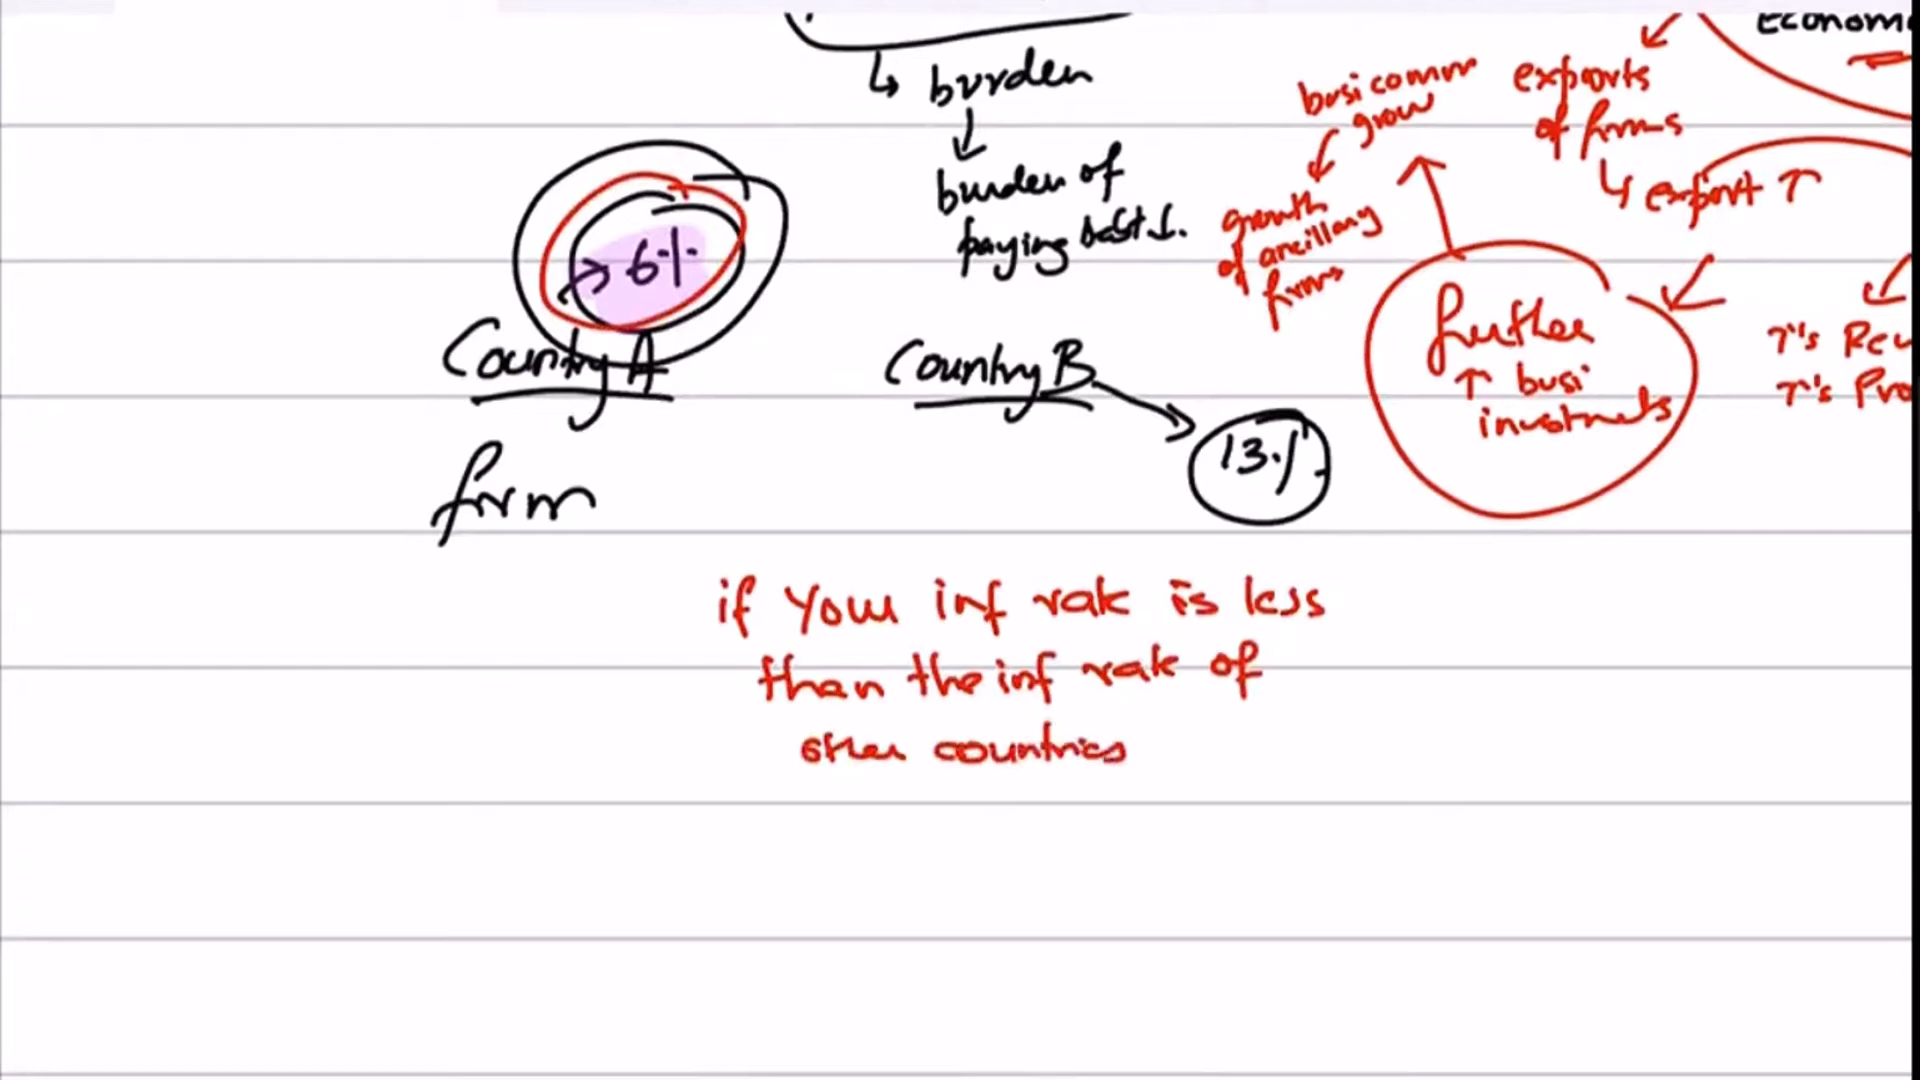 Econom
↳ burden
↓
burden of
paying debt ↓.
busi comm
grow
growth
of ancillary
firms
exports
of firms
↳ export ↑
→ 6%
Country A
firm
Country B
13%
further
↑ busi
investments
↑'s Rev
↑'s Pro
if your inf rate is less
than the inf rate of
other countries